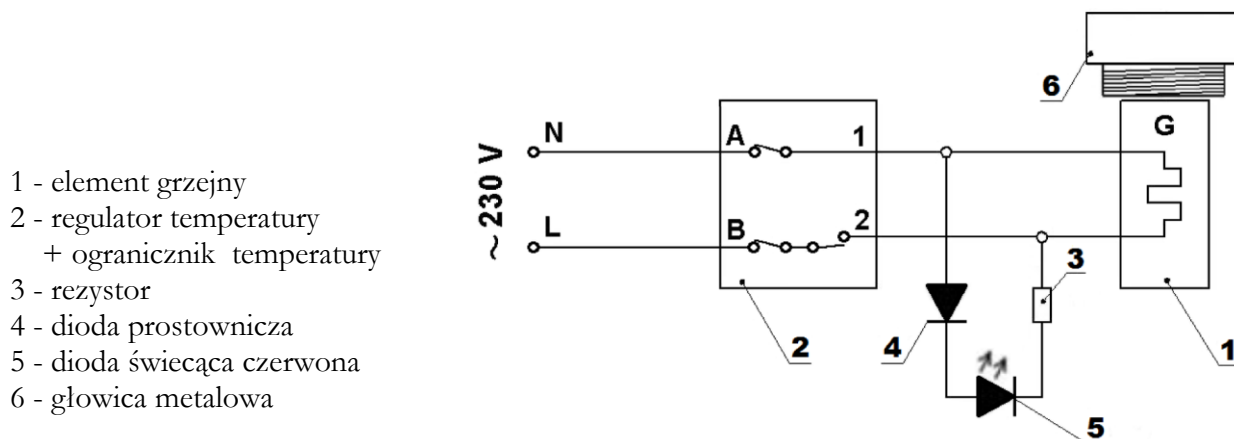 1 - element grzejny
2 - regulator temperatury
+ ogranicznik temperatury
3 - rezystor
4 - dioda prostownicza
5 - dioda świecąca czerwona
6 - głowica metalowa
~ 230 V
N
L
A
B
1
2
2
4
5
3
6
G
1